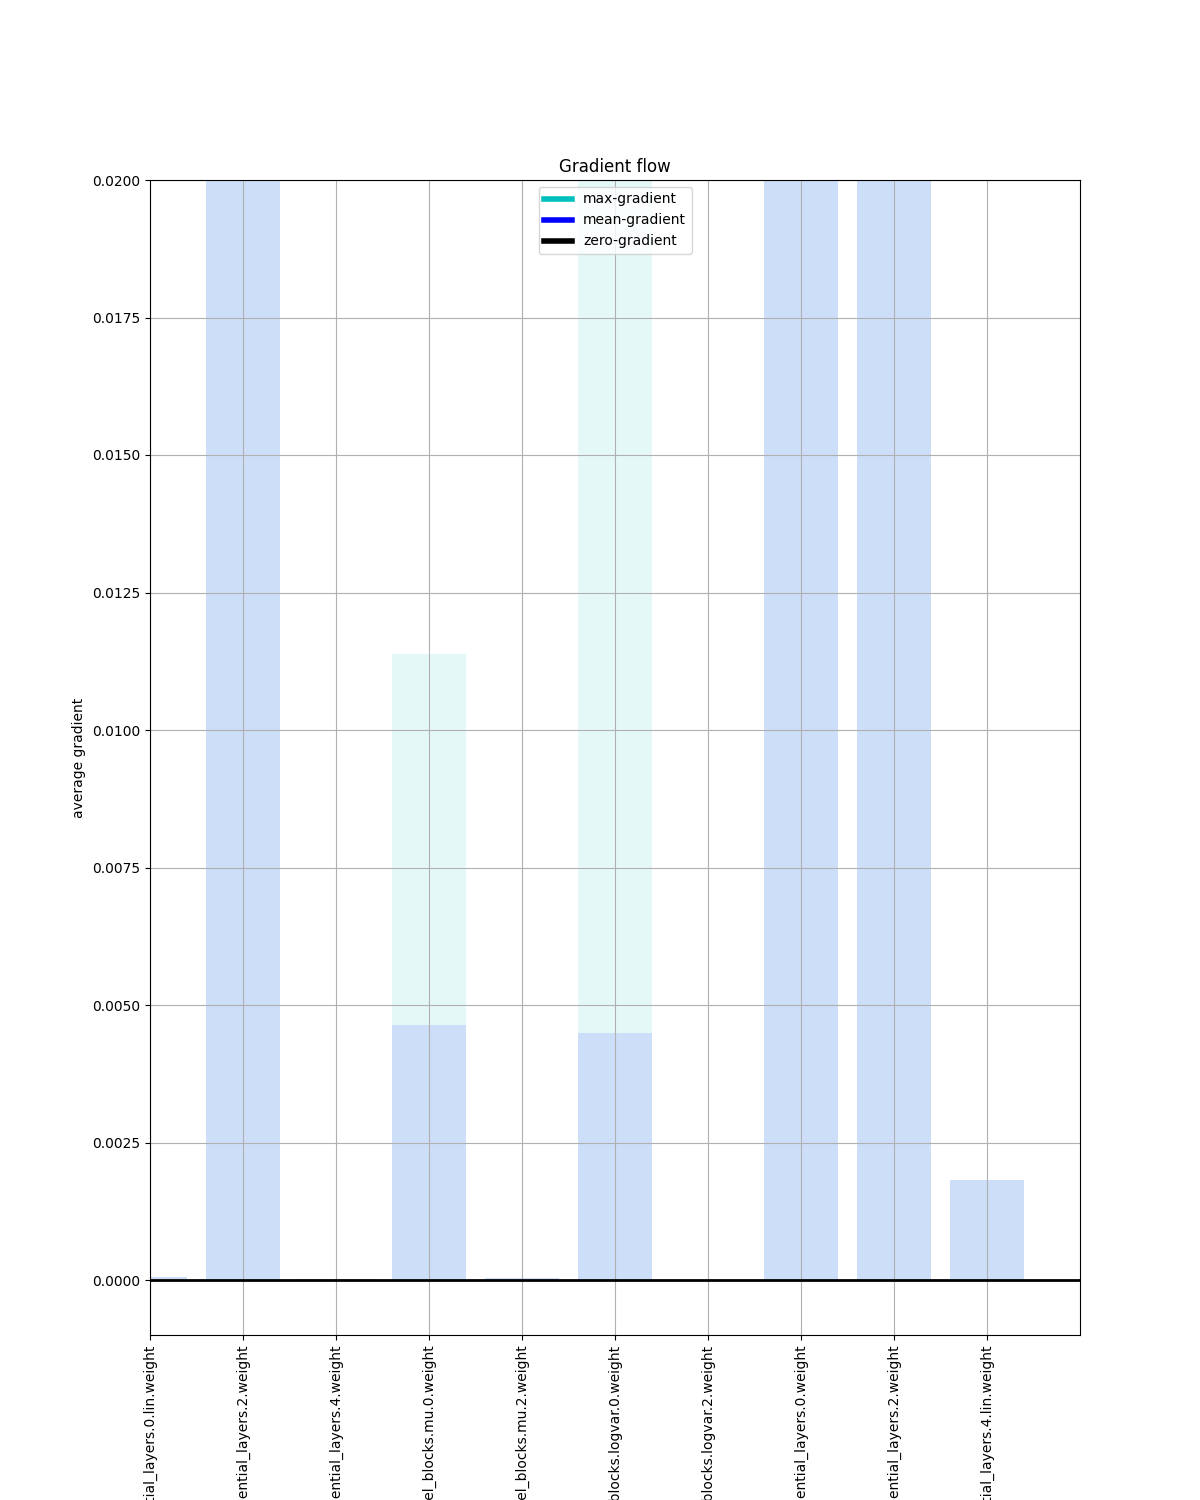 Gradient flow
max-gradient
mean-gradient
zero-gradient
0.0200
0.0175
0.0150
0.0125
0.0100
0.0075
0.0050
0.0025
0.0000
average gradient
tial_layers.0.lin.weight
ential_layers.2.weight
ential_layers.4.weight
el_blocks.mu.0.weight
el_blocks.mu.2.weight
blocks.logvar.0.weight
blocks.logvar.2.weight
ential_layers.0.weight
ential_layers.2.weight
tial_layers.4.lin.weight